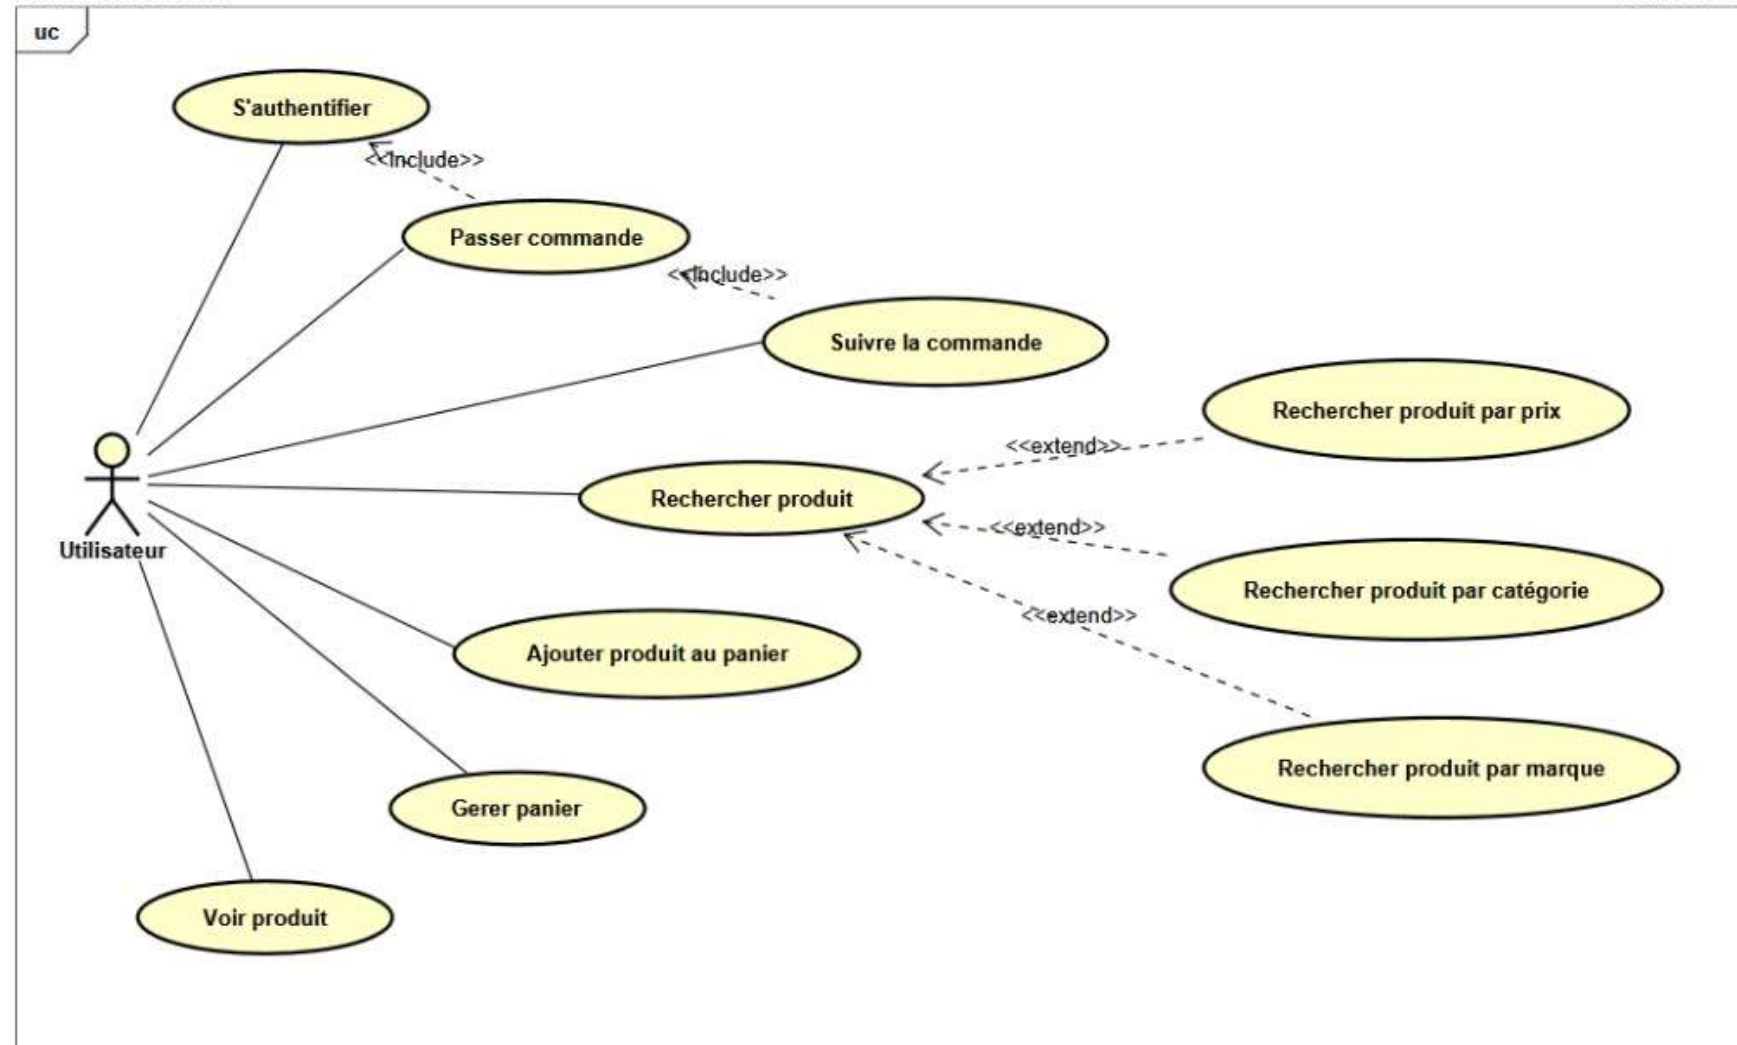 uc
S'authentifier
<<Include>>
Passer commande
<<Include>>
Suivre la commande
Rechercher produit par prix
<<extend>>
Rechercher produit
<<extend>>
Utilisateur
Rechercher produit par catégorie
<<extend>>
Ajouter produit au panier
Rechercher produit par marque
Gerer panier
Voir produit